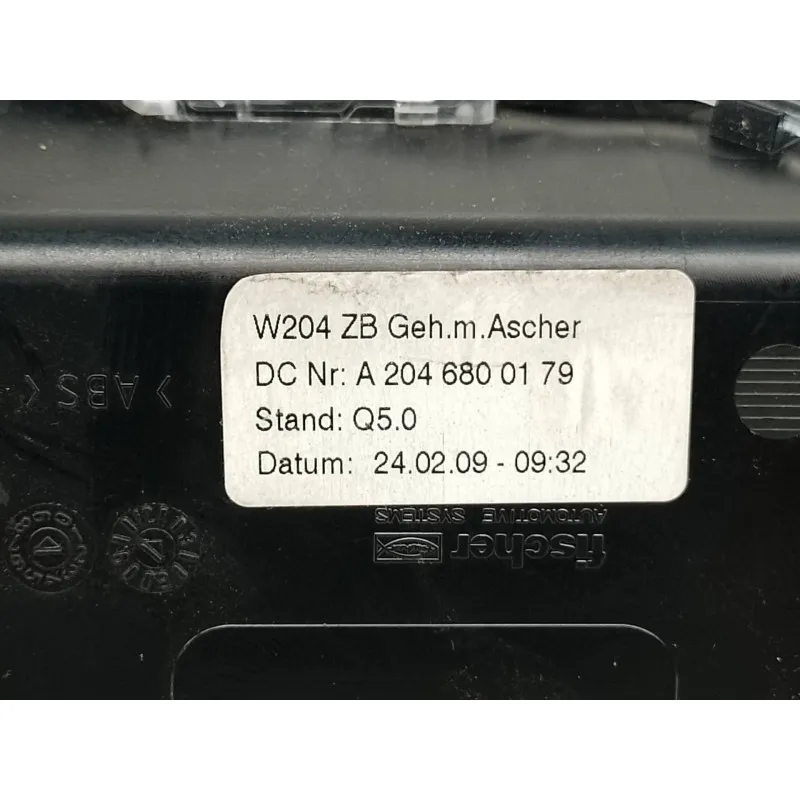 W204 ZB Geh.m.Ascher
DC Nr: A 204 680 01 79
Stand: Q5.0
Datum: 24.02.09 - 09:32
>ABS<
fischer
AUTOMOTIVE SYSTEMS